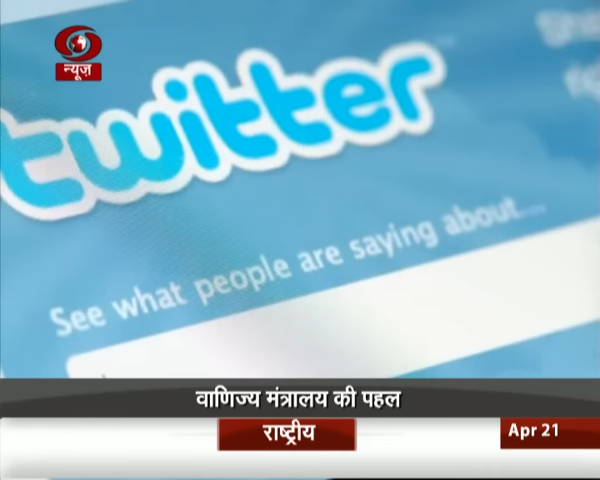 न्यूज़
twitter
See what people are saying about...
वाणिज्य मंत्रालय की पहल
राष्ट्रीय
Apr 21